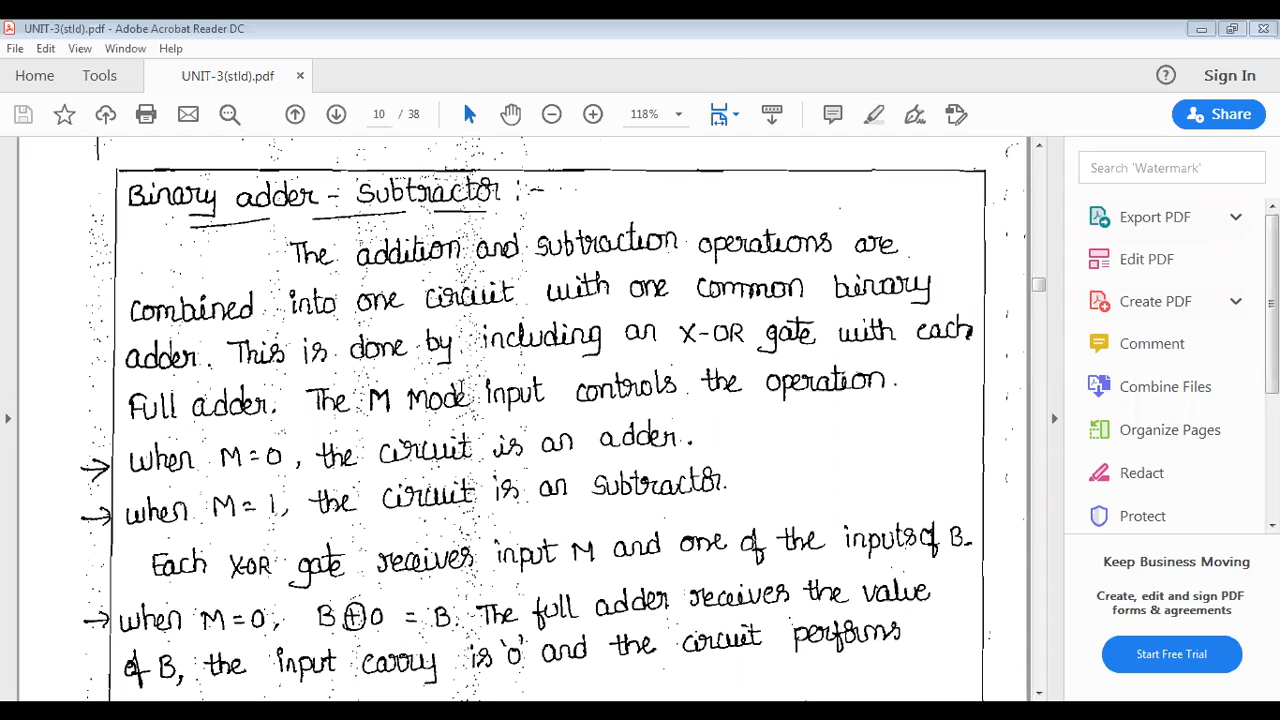 UNIT-3(stld).pdf - Adobe Acrobat Reader DC
File Edit View Window Help
Home Tools UNIT-3(stld).pdf × Sign In
10 / 38 118% Share
Binary adder - Subtractor :-
The addition and subtraction operations are
combined into one circuit with one common binary
adder. This is done by including an X-OR gate with each
Full adder. The M Mode input controls the operation.
→ when M=0, the circuit is an adder.
→ when M=1, the circuit is an subtractor.
Each X-OR gate receives input M and one of the inputs of B.
→ when M=0, B⊕0 = B. The full adder receives the value
of B, the input carry is '0' and the circuit performs
Search 'Watermark'
Export PDF
Edit PDF
Create PDF
Comment
Combine Files
Organize Pages
Redact
Protect
Keep Business Moving
Create, edit and sign PDF
forms & agreements
Start Free Trial